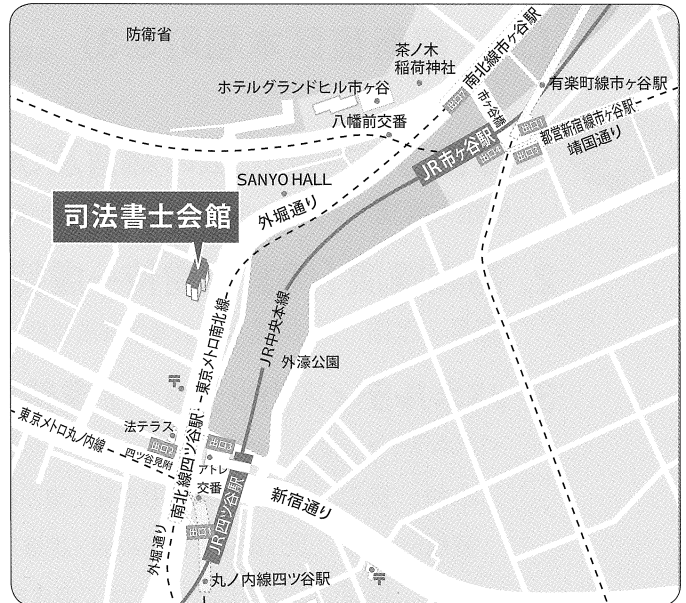 防衛省
茶ノ木
稲荷神社
南北線市ヶ谷駅
ホテルグランドヒル市ヶ谷
有楽町線市ヶ谷駅
市ヶ谷橋
八幡前交番
都営新宿線市ヶ谷駅
靖国通り
JR市ヶ谷駅
SANYO HALL
外堀通り
司法書士会館
東京メトロ南北線
JR中央本線
外濠公園
法テラス
東京メトロ丸ノ内線
四ツ谷見附
南北線四ツ谷駅
アトレ
交番
新宿通り
JR四ツ谷駅
外堀通り
丸ノ内線四ツ谷駅